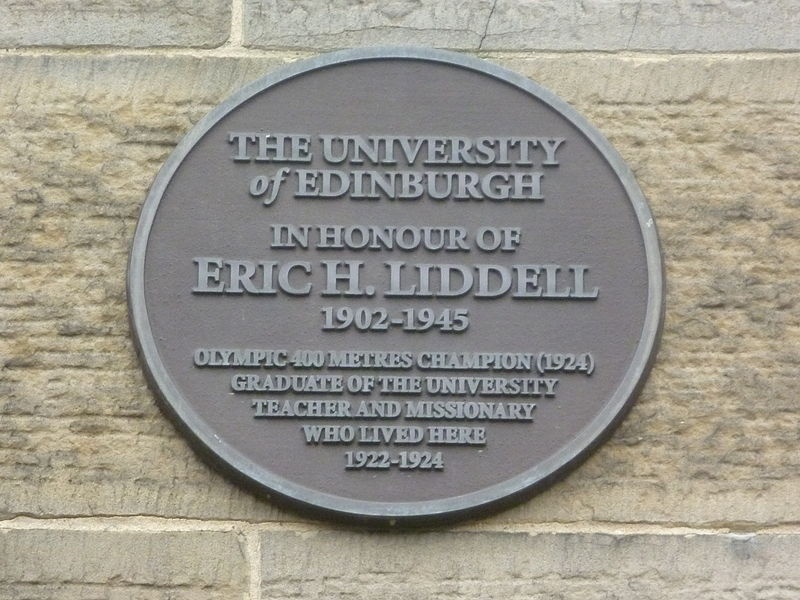 THE UNIVERSITY
of EDINBURGH
IN HONOUR OF
ERIC H. LIDDELL
1902-1945
OLYMPIC 400 METRES CHAMPION (1924)
GRADUATE OF THE UNIVERSITY
TEACHER AND MISSIONARY
WHO LIVED HERE
1922-1924